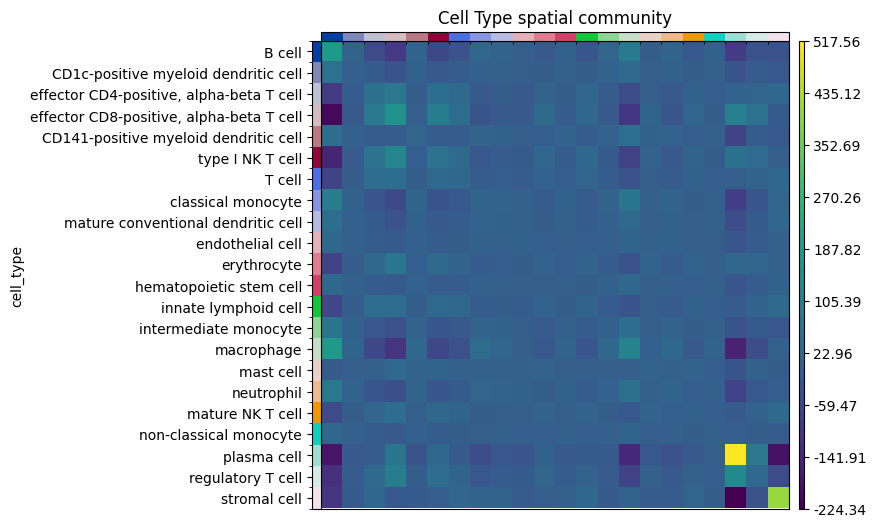 Cell Type spatial community
cell_type
B cell
CD1c-positive myeloid dendritic cell
effector CD4-positive, alpha-beta T cell
effector CD8-positive, alpha-beta T cell
CD141-positive myeloid dendritic cell
type I NK T cell
T cell
classical monocyte
mature conventional dendritic cell
endothelial cell
erythrocyte
hematopoietic stem cell
innate lymphoid cell
intermediate monocyte
macrophage
mast cell
neutrophil
mature NK T cell
non-classical monocyte
plasma cell
regulatory T cell
stromal cell
517.56
435.12
352.69
270.26
187.82
105.39
22.96
-59.47
-141.91
-224.34